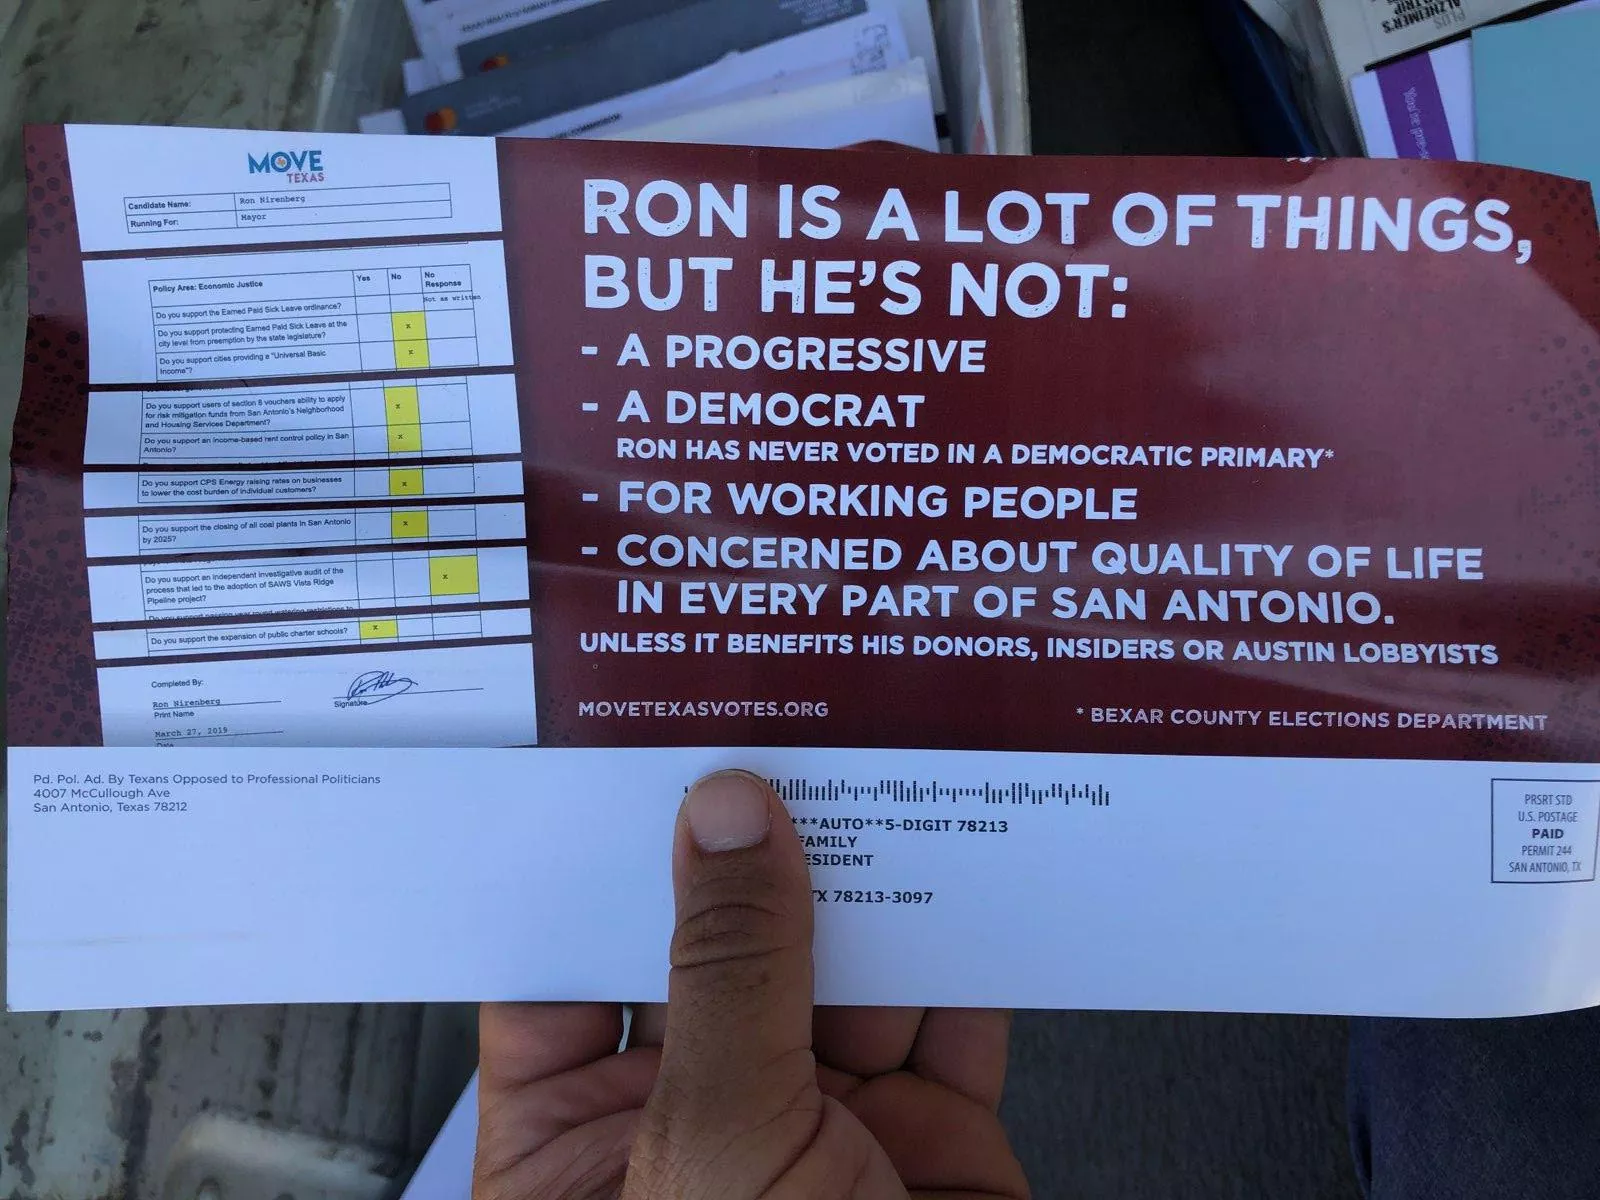 PLUS
ALZHEIMER'S
TRIP
COMMISSION
MOVE
TEXAS
Candidate Name: Ron Nirenberg
Running For: Mayor
Policy Area: Economic Justice Yes No No Response
Do you support the Earned Paid Sick Leave ordinance? Not as written
Do you support protecting Earned Paid Sick Leave at the
city level from preemption by the state legislature? x
Do you support cities providing a "Universal Basic
Income"? x
Do you support users of section 8 vouchers ability to apply
for risk mitigation funds from San Antonio's Neighborhood
and Housing Services Department? x
Do you support an income-based rent control policy in San
Antonio? x
Do you support CPS Energy raising rates on businesses
to lower the cost burden of individual customers? x
Do you support the closing of all coal plants in San Antonio
by 2025? x
Do you support an independent investigative audit of the
process that led to the adoption of SAWS Vista Ridge
Pipeline project? x
Do you support the expansion of public charter schools? x
Completed By:
Ron Nirenberg
Print Name
Signature
March 27, 2019
Date
RON IS A LOT OF THINGS,
BUT HE'S NOT:
- A PROGRESSIVE
- A DEMOCRAT
RON HAS NEVER VOTED IN A DEMOCRATIC PRIMARY*
- FOR WORKING PEOPLE
- CONCERNED ABOUT QUALITY OF LIFE
IN EVERY PART OF SAN ANTONIO.
UNLESS IT BENEFITS HIS DONORS, INSIDERS OR AUSTIN LOBBYISTS
MOVETEXASVOTES.ORG
* BEXAR COUNTY ELECTIONS DEPARTMENT
Pd. Pol. Ad. By Texans Opposed to Professional Politicians
4007 McCullough Ave
San Antonio, Texas 78212
***AUTO**5-DIGIT 78213
FAMILY
ESIDENT
TX 78213-3097
PRSRT STD
U.S. POSTAGE
PAID
PERMIT 244
SAN ANTONIO, TX